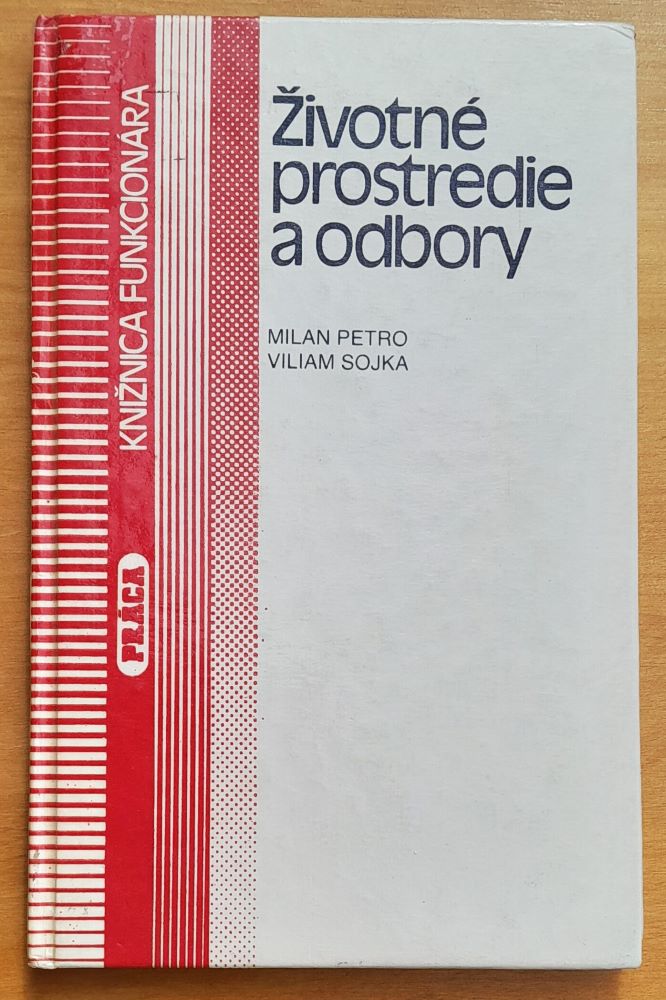 Životné
prostredie
a odbory
MILAN PETRO
VILIAM SOJKA
KNIŽNICA FUNKCIONÁRA
PRÁCA